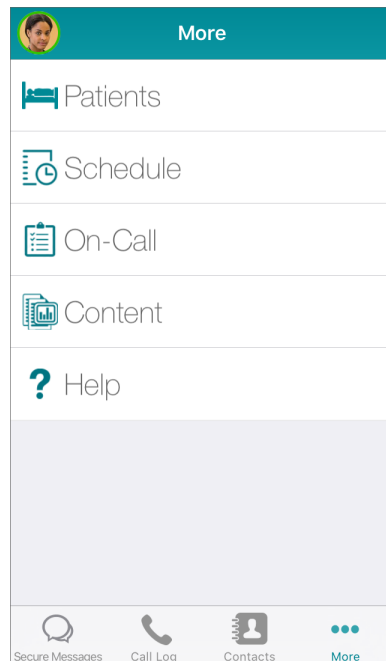 More
Patients
Schedule
On-Call
Content
? Help
Secure Messages Call Log Contacts More